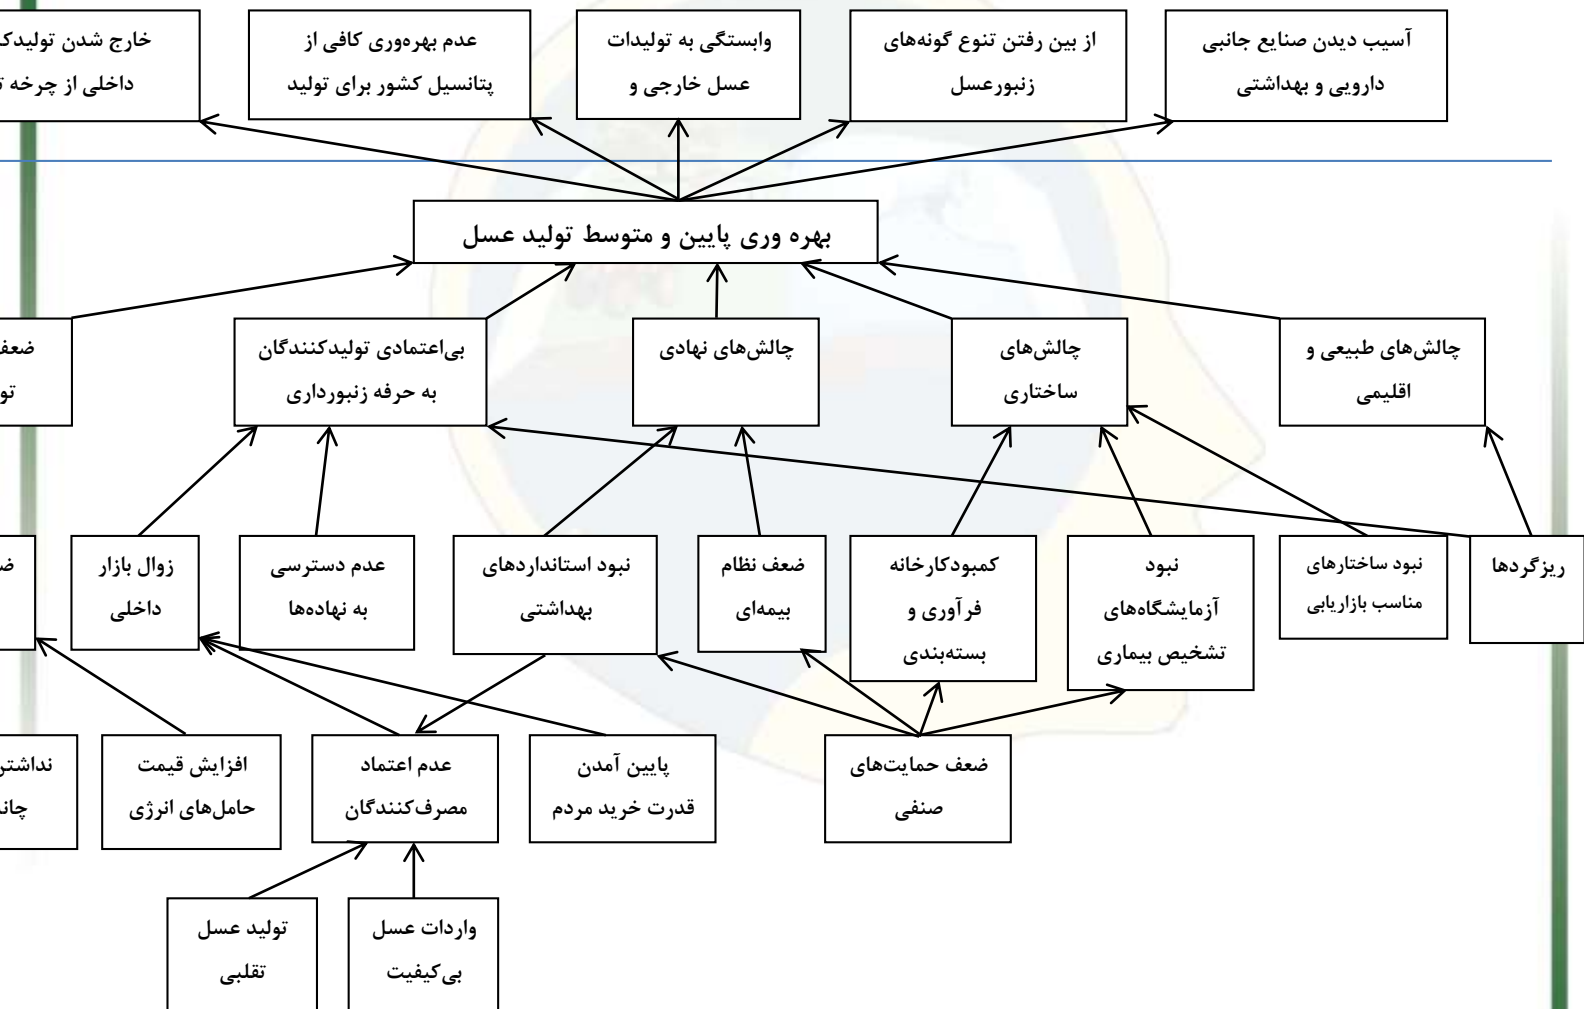 آسیب دیدن صنایع جانبی
دارویی و بهداشتی
از بین رفتن تنوع گونه‌های
زنبورعسل
وابستگی به تولیدات
عسل خارجی و
عدم بهره‌وری کافی از
پتانسیل کشور برای تولید
خارج شدن
داخلی از چرخه
بهره وری پایین و متوسط تولید عسل
چالش‌های طبیعی و
اقلیمی
چالش‌های
ساختاری
چالش‌های نهادی
بی‌اعتمادی تولیدکنندگان
به حرفه زنبورداری
ریزگردها
نبود ساختارهای
مناسب بازاریابی
نبود
آزمایشگاه‌های
تشخیص بیماری
کمبودکارخانه
فرآوری و
بسته‌بندی
ضعف نظام
بیمه‌ای
نبود استانداردهای
بهداشتی
عدم دسترسی
به نهاده‌ها
زوال بازار
داخلی
ضعف حمایت‌های
صنفی
پایین آمدن
قدرت خرید مردم
عدم اعتماد
مصرف‌کنندگان
افزایش قیمت
حامل‌های انرژی
واردات عسل
بی‌کیفیت
تولید عسل
تقلبی